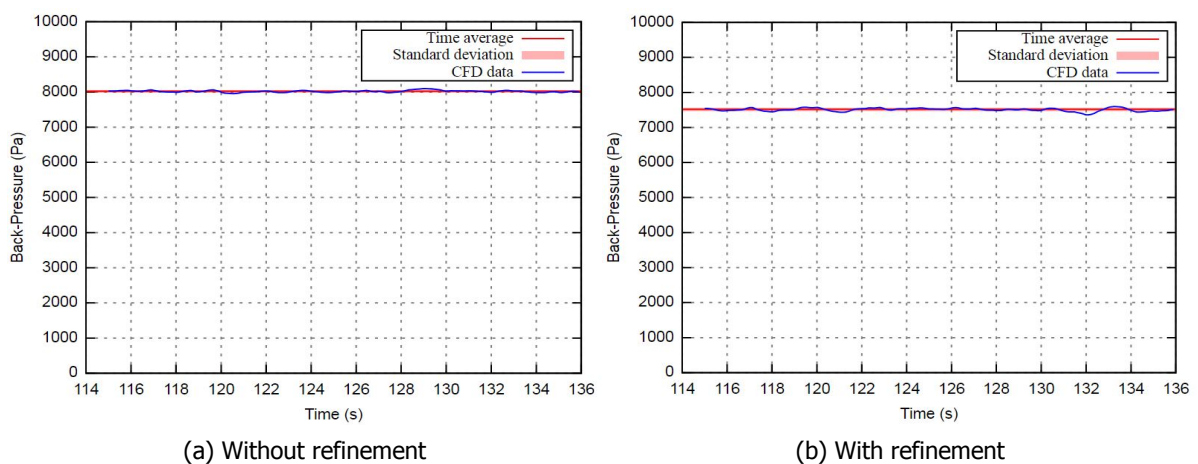 10000
9000
8000
7000
6000
5000
4000
3000
2000
1000
0
Back-Pressure (Pa)
Time average
Standard deviation
CFD data
114 116 118 120 122 124 126 128 130 132 134 136
Time (s)
(a) Without refinement
10000
9000
8000
7000
6000
5000
4000
3000
2000
1000
0
Back-Pressure (Pa)
Time average
Standard deviation
CFD data
114 116 118 120 122 124 126 128 130 132 134 136
Time (s)
(b) With refinement